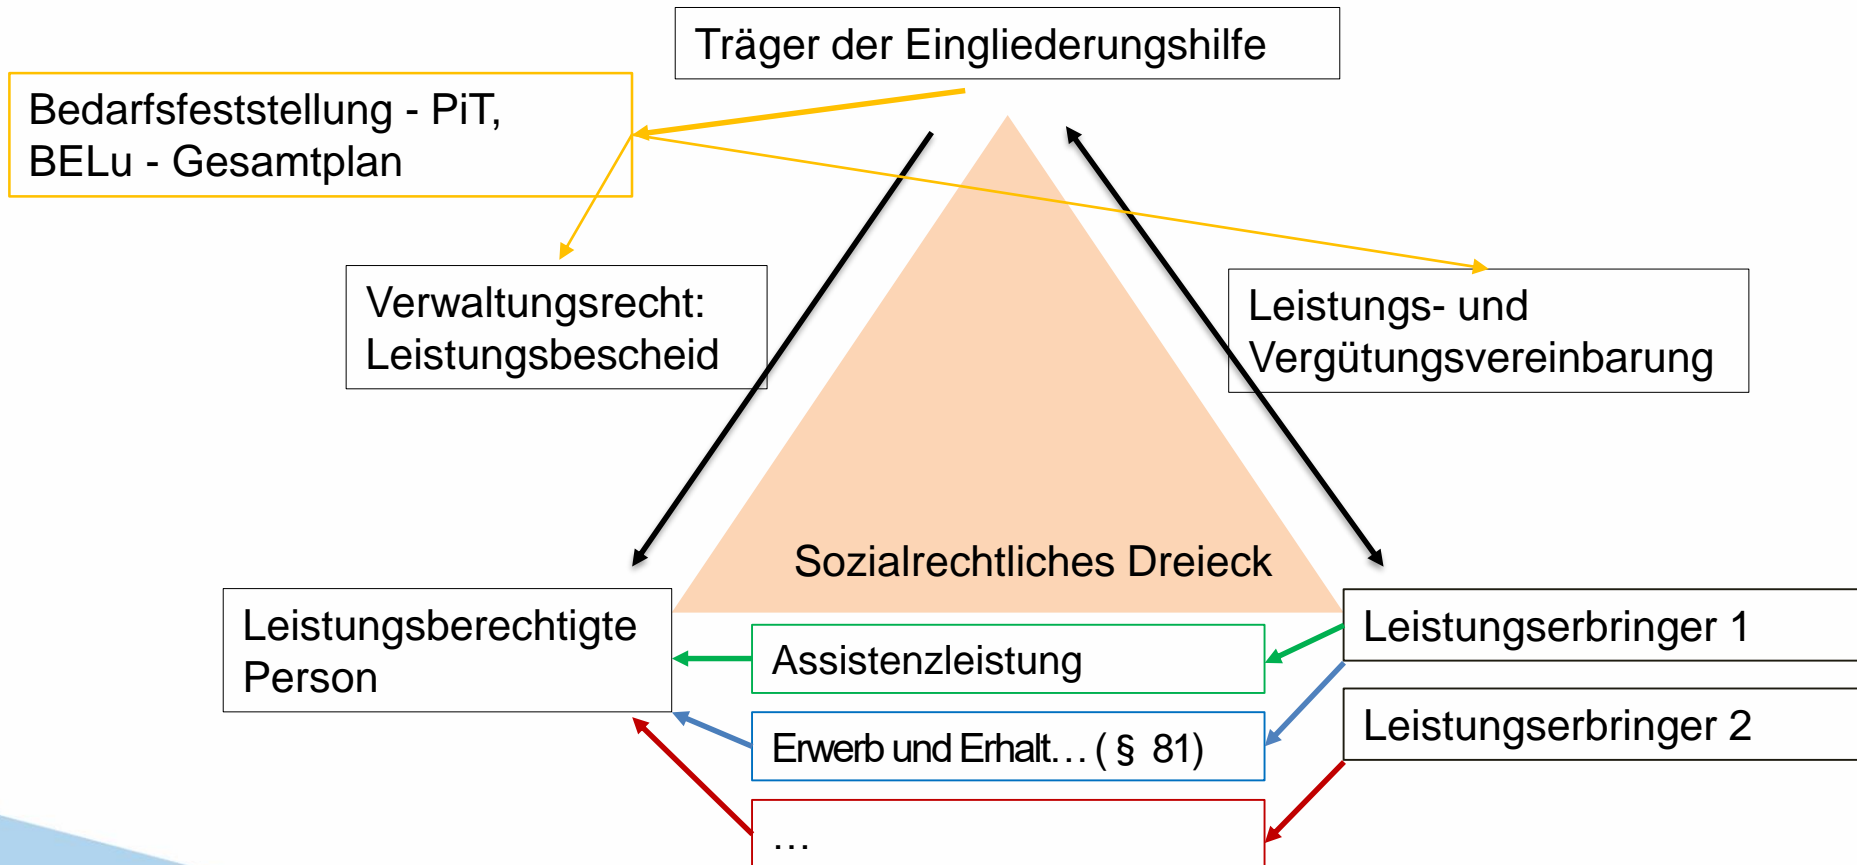 Träger der Eingliederungshilfe
Bedarfsfeststellung - PiT,
BELu - Gesamtplan
Verwaltungsrecht:
Leistungsbescheid
Leistungs- und
Vergütungsvereinbarung
Sozialrechtliches Dreieck
Leistungsberechtigte
Person
Assistenzleistung
Leistungserbringer 1
Erwerb und Erhalt… ( § 81)
Leistungserbringer 2
…